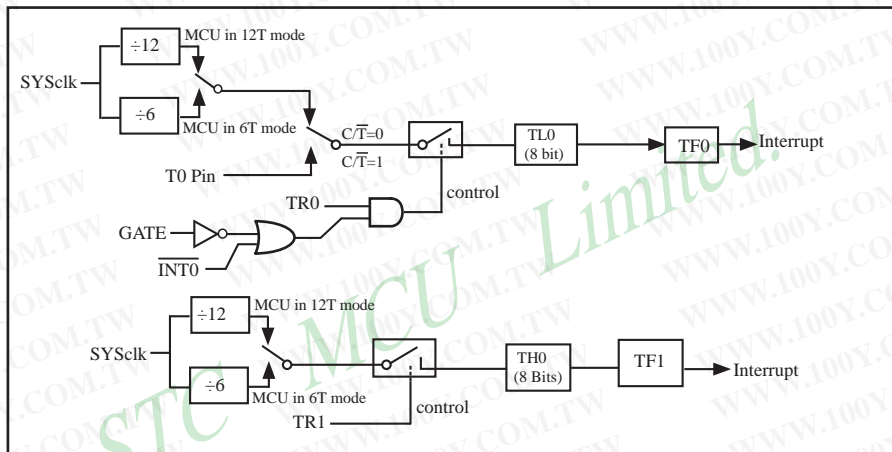 ÷12
MCU in 12T mode
SYSclk
÷6
MCU in 6T mode
C/T̅=0
C/T̅=1
T0 Pin
TL0
(8 bit)
TF0
Interrupt
control
TR0
GATE
I̅N̅T̅0̅
÷12
MCU in 12T mode
SYSclk
÷6
MCU in 6T mode
TH0
(8 Bits)
TF1
Interrupt
control
TR1
STC MCU Limited.
WWW.100Y.COM.TW